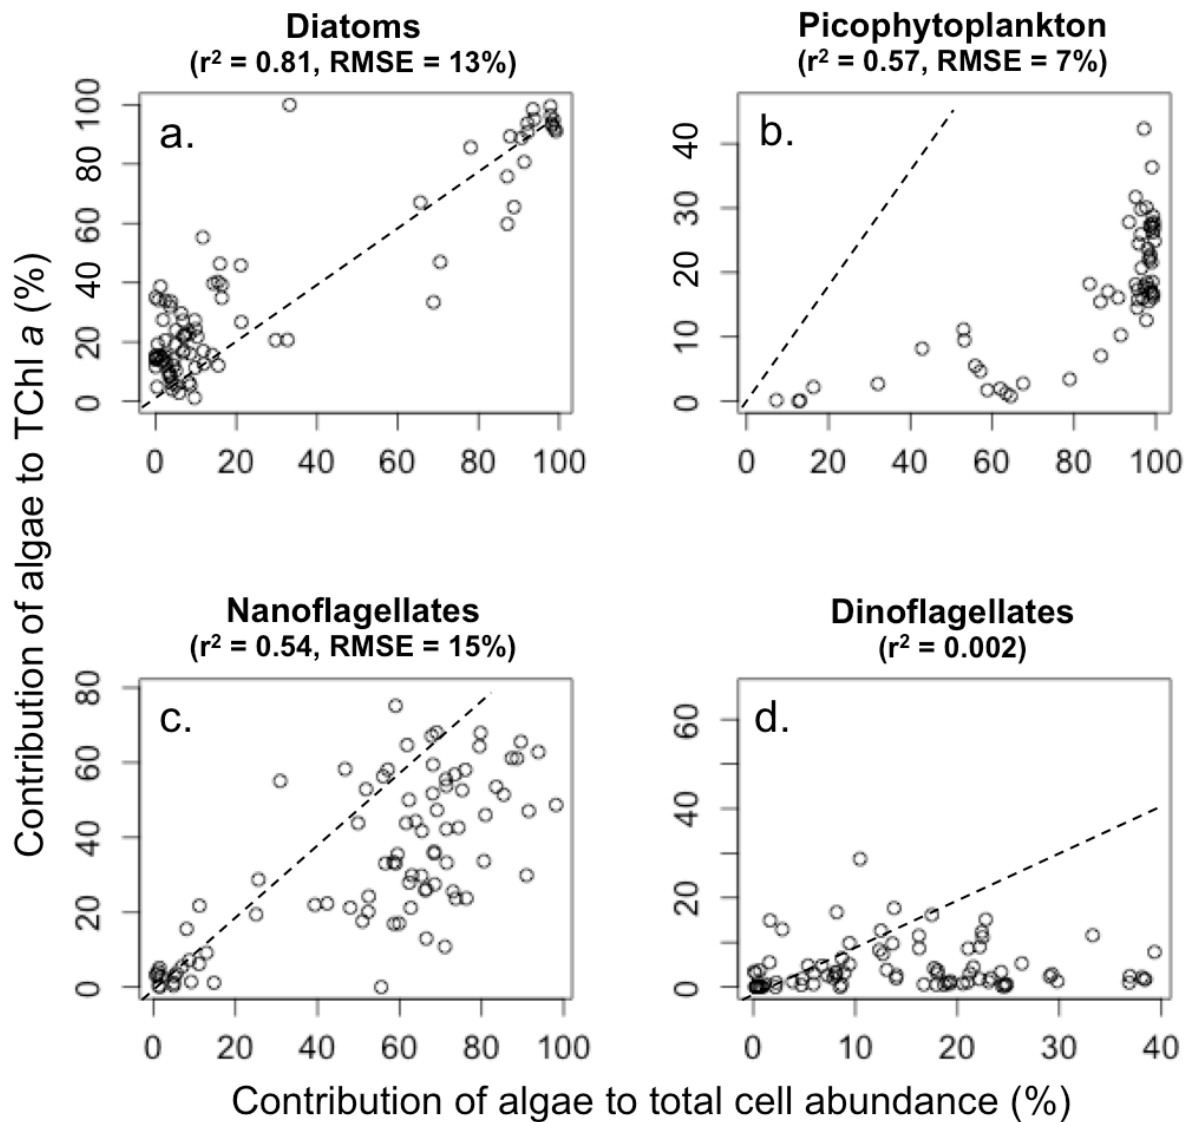 Diatoms
(r² = 0.81, RMSE = 13%)
Picophytoplankton
(r² = 0.57, RMSE = 7%)
a.
100
80
60
40
20
0
0 20 40 60 80 100
b.
40
30
20
10
0
0 20 40 60 80 100
Contribution of algae to TChl a (%)
Nanoflagellates
(r² = 0.54, RMSE = 15%)
Dinoflagellates
(r² = 0.002)
c.
80
60
40
20
0
0 20 40 60 80 100
d.
60
40
20
0
0 10 20 30 40
Contribution of algae to total cell abundance (%)